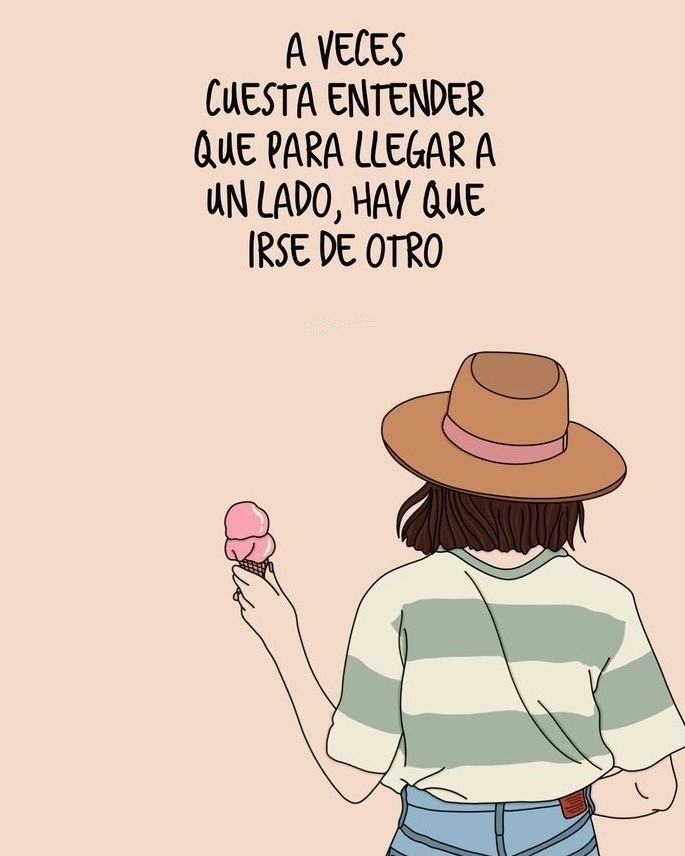 A VECES
CUESTA ENTENDER
QUE PARA LLEGAR A
UN LADO, HAY QUE
IRSE DE OTRO